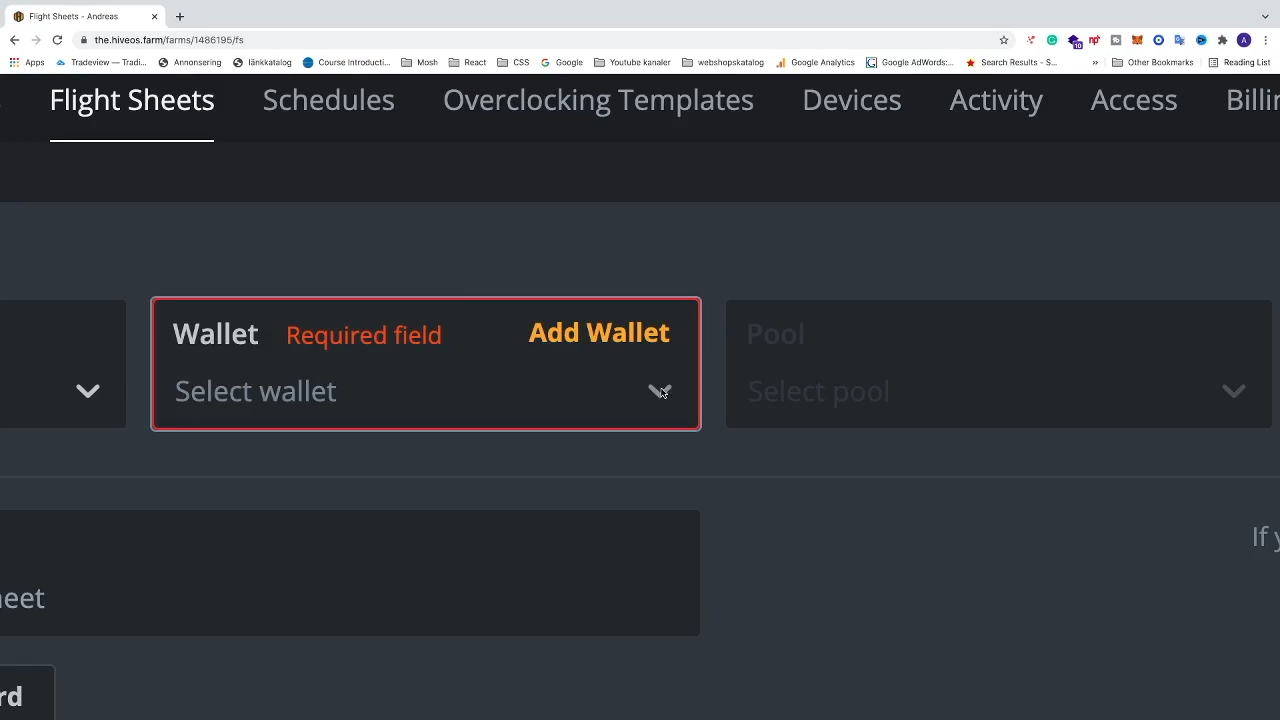 Flight Sheets - Andreas
the.hiveos.farm/farms/1486195/fs
10
A
Apps
Tradeview — Tradi...
Annonsering
länkkatalog
Course Introducti...
Mosh
React
CSS
Google
Youtube kanaler
webshopskatalog
Google Analytics
Google AdWords:...
Search Results - S...
»
Other Bookmarks
Reading List
Flight Sheets
Schedules
Overclocking Templates
Devices
Activity
Access
Billin
Wallet Required field Add Wallet
Select wallet
Pool
Select pool
If y
heet
rd